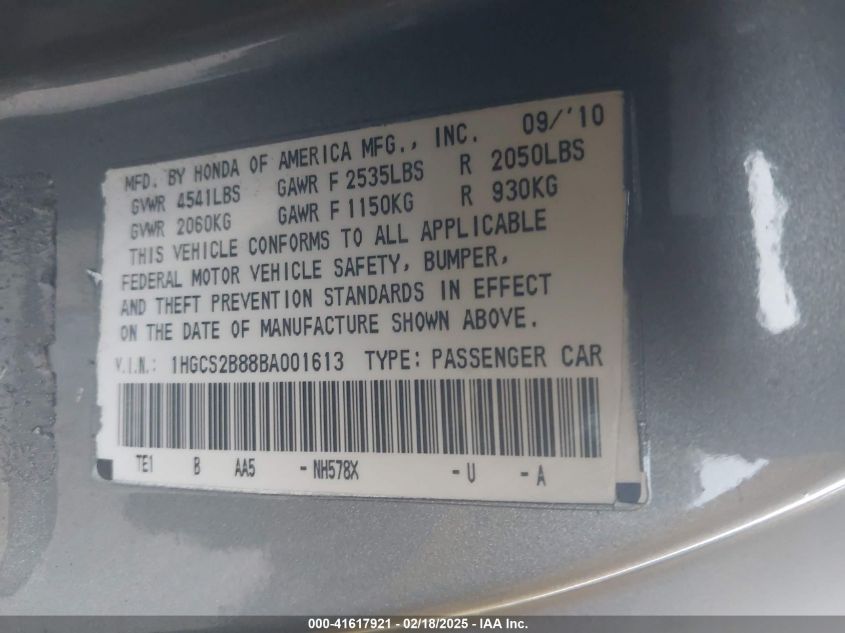 MFD. BY HONDA OF AMERICA MFG., INC. 09/'10
GVWR 4541LBS GAWR F 2535LBS R 2050LBS
GVWR 2060KG GAWR F 1150KG R 930KG
THIS VEHICLE CONFORMS TO ALL APPLICABLE
FEDERAL MOTOR VEHICLE SAFETY, BUMPER,
AND THEFT PREVENTION STANDARDS IN EFFECT
ON THE DATE OF MANUFACTURE SHOWN ABOVE.
V.I.N.: 1HGCS2B88BA001613 TYPE: PASSENGER CAR
TE1 B AA5 -NH578X -U -A
000-41617921 - 02/18/2025 - IAA Inc.